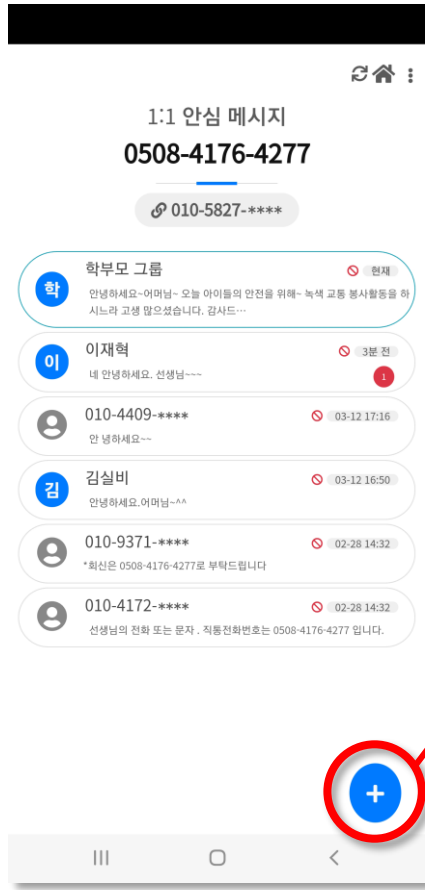 1:1 안심 메시지
0508-4176-4277
010-5827-****
학
학부모 그룹
현재
안녕하세요~어머님~ 오늘 아이들의 안전을 위해~ 녹색 교통 봉사활동을 하
시느라 고생 많으셨습니다. 감사드…
이
이재혁
3분 전
네 안녕하세요. 선생님~~~
1
010-4409-****
03-12 17:16
안 녕하세요~~
김
김실비
03-12 16:50
안녕하세요.어머님~^^
010-9371-****
02-28 14:32
*회신은 0508-4176-4277로 부탁드립니다
010-4172-****
02-28 14:32
선생님의 전화 또는 문자 . 직통전화번호는 0508-4176-4277 입니다.
+